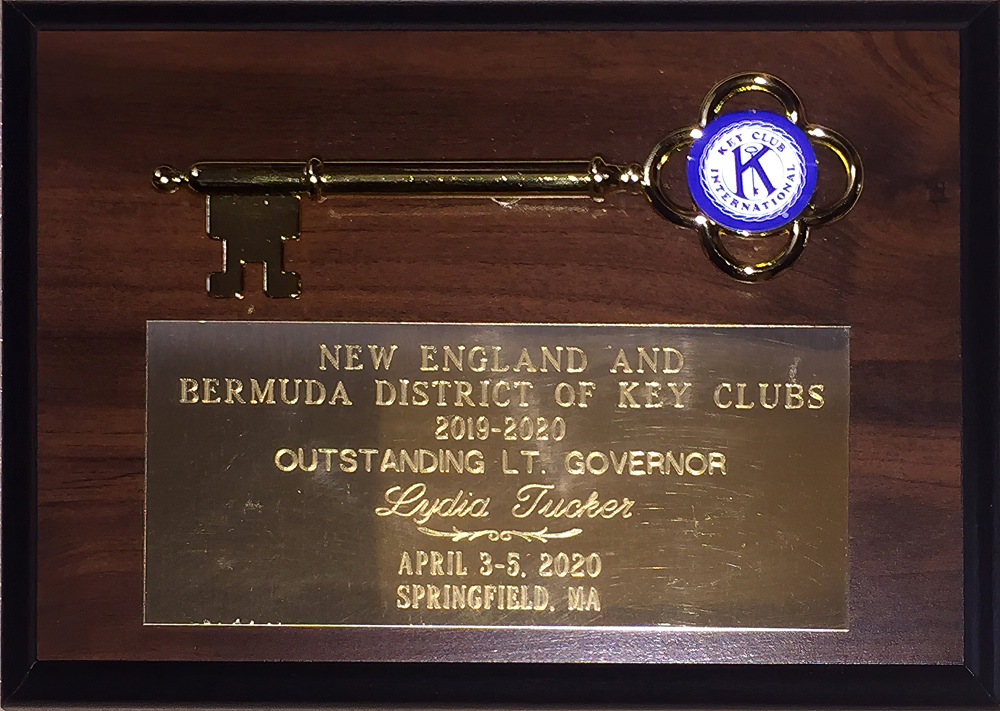 KEY CLUB
K
INTERNATIONAL
NEW ENGLAND AND
BERMUDA DISTRICT OF KEY CLUBS
2019-2020
OUTSTANDING LT. GOVERNOR
Lydia Tucker
APRIL 3-5, 2020
SPRINGFIELD, MA